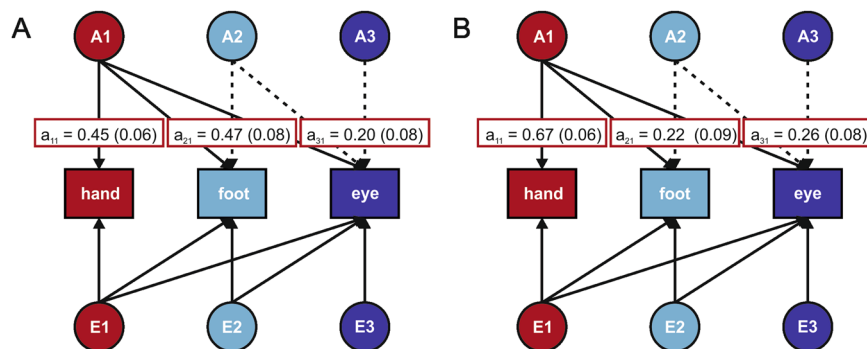 A
A1 A2 A3
a11 = 0.45 (0.06) a21 = 0.47 (0.08) a31 = 0.20 (0.08)
hand foot eye
E1 E2 E3
B
A1 A2 A3
a11 = 0.67 (0.06) a21 = 0.22 (0.09) a31 = 0.26 (0.08)
hand foot eye
E1 E2 E3